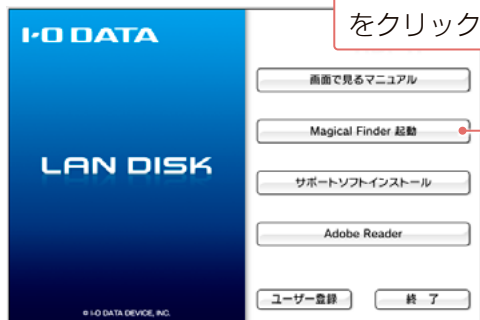 をクリック
I-O DATA
画面で見るマニュアル
Magical Finder 起動
LAN DISK
サポートソフトインストール
Adobe Reader
ユーザー登録
終 了
© I-O DATA DEVICE, INC.